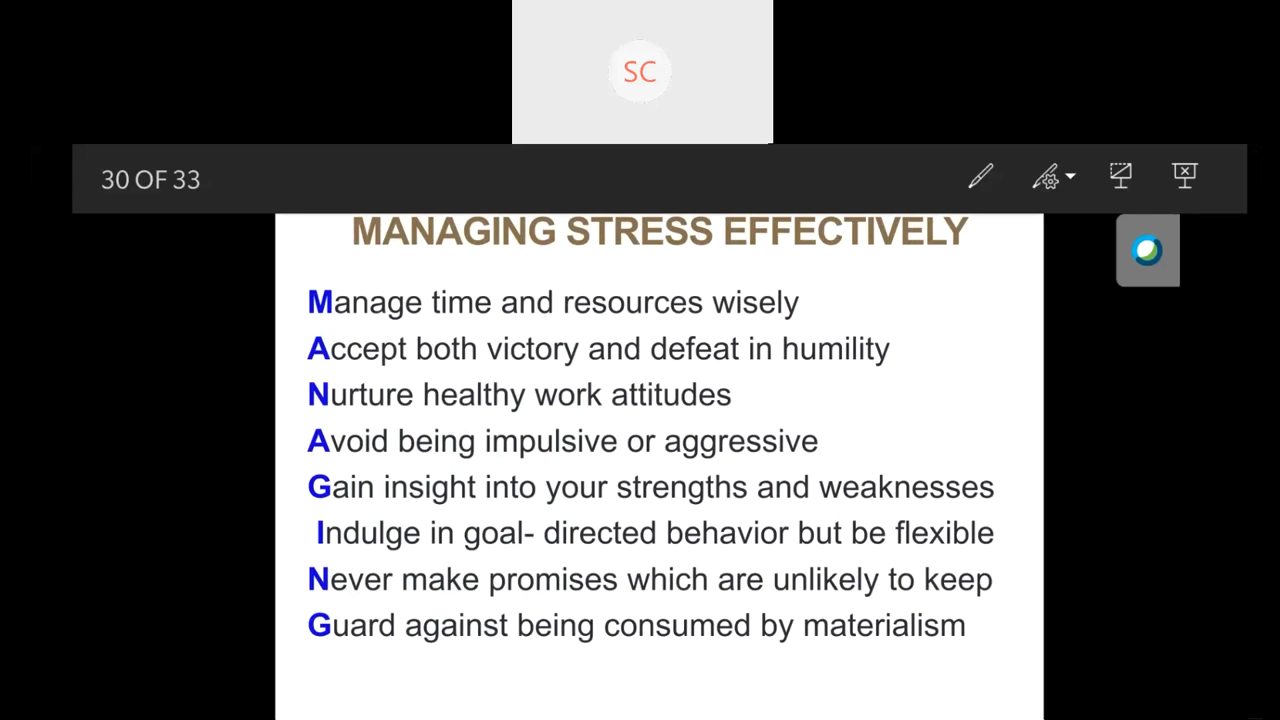 SC
30 OF 33
MANAGING STRESS EFFECTIVELY
Manage time and resources wisely
Accept both victory and defeat in humility
Nurture healthy work attitudes
Avoid being impulsive or aggressive
Gain insight into your strengths and weaknesses
Indulge in goal- directed behavior but be flexible
Never make promises which are unlikely to keep
Guard against being consumed by materialism